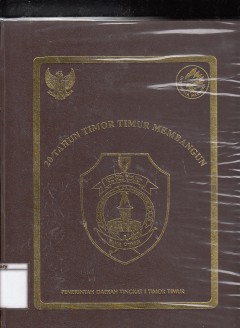 20 TAHUN TIMOR TIMUR MEMBANGUN
PEMERINTAH DAERAH TINGKAT I TIMOR TIMUR